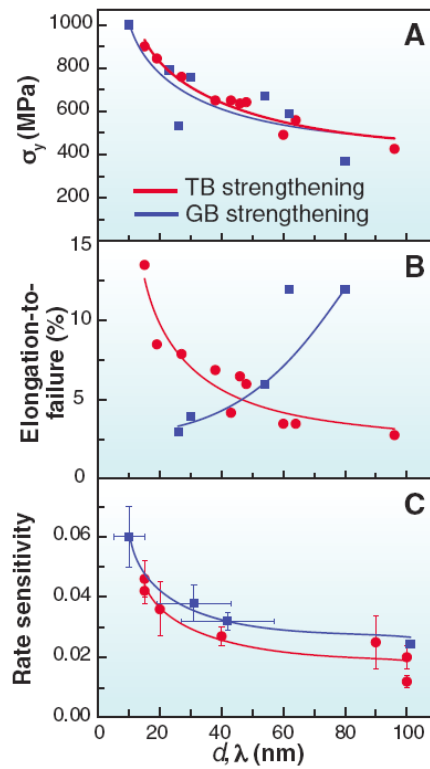 A
1000
800
600
400
200
σy (MPa)
TB strengthening
GB strengthening
B
15
10
5
0
Elongation-to-
failure (%)
C
0.06
0.04
0.02
0.00
Rate sensitivity
0 20 40 60 80 100
d, λ (nm)